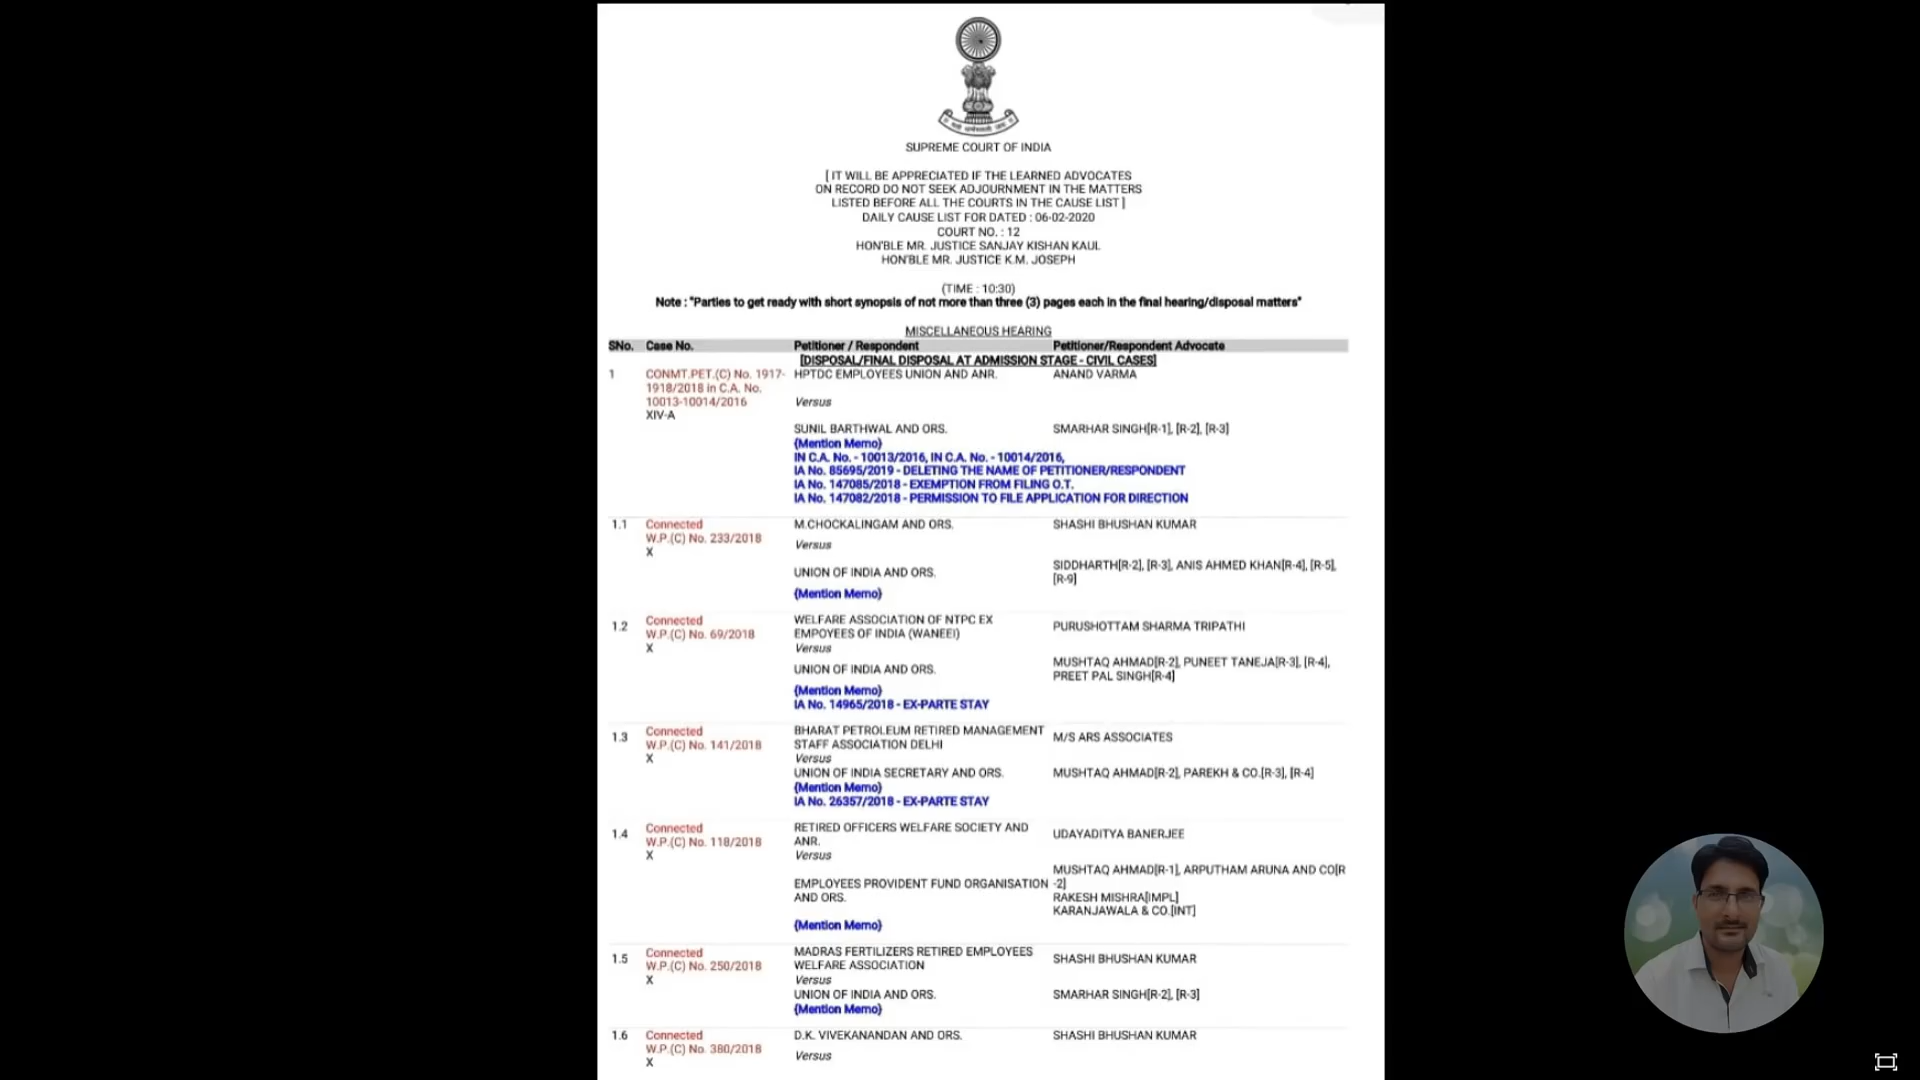 SUPREME COURT OF INDIA
[ IT WILL BE APPRECIATED IF THE LEARNED ADVOCATES
ON RECORD DO NOT SEEK ADJOURNMENT IN THE MATTERS
LISTED BEFORE ALL THE COURTS IN THE CAUSE LIST ]
DAILY CAUSE LIST FOR DATED : 06-02-2020
COURT NO. : 12
HON'BLE MR. JUSTICE SANJAY KISHAN KAUL
HON'BLE MR. JUSTICE K.M. JOSEPH
(TIME : 10:30)
Note : "Parties to get ready with short synopsis of not more than three (3) pages each in the final hearing/disposal matters"
MISCELLANEOUS HEARING
SNo. Case No. Petitioner / Respondent Petitioner/Respondent Advocate
[DISPOSAL/FINAL DISPOSAL AT ADMISSION STAGE - CIVIL CASES]
1 CONMT.PET.(C) No. 1917- HPTDC EMPLOYEES UNION AND ANR. ANAND VARMA
1918/2018 in C.A. No.
10013-10014/2016 Versus
XIV-A
SUNIL BARTHWAL AND ORS. SMARHAR SINGH[R-1], [R-2], [R-3]
{Mention Memo}
IN C.A. No. - 10013/2016, IN C.A. No. - 10014/2016,
IA No. 85695/2019 - DELETING THE NAME OF PETITIONER/RESPONDENT
IA No. 147085/2018 - EXEMPTION FROM FILING O.T.
IA No. 147082/2018 - PERMISSION TO FILE APPLICATION FOR DIRECTION
1.1 Connected M.CHOCKALINGAM AND ORS. SHASHI BHUSHAN KUMAR
W.P.(C) No. 233/2018
X Versus
SIDDHARTH[R-2], [R-3], ANIS AHMED KHAN[R-4], [R-5],
UNION OF INDIA AND ORS. [R-9]
{Mention Memo}
1.2 Connected WELFARE ASSOCIATION OF NTPC EX PURUSHOTTAM SHARMA TRIPATHI
W.P.(C) No. 69/2018 EMPOYEES OF INDIA (WANEEI)
X Versus
UNION OF INDIA AND ORS. MUSHTAQ AHMAD[R-2], PUNEET TANEJA[R-3], [R-4],
PREET PAL SINGH[R-4]
{Mention Memo}
IA No. 14965/2018 - EX-PARTE STAY
1.3 Connected BHARAT PETROLEUM RETIRED MANAGEMENT M/S ARS ASSOCIATES
W.P.(C) No. 141/2018 STAFF ASSOCIATION DELHI
X Versus
UNION OF INDIA SECRETARY AND ORS. MUSHTAQ AHMAD[R-2], PAREKH & CO.[R-3], [R-4]
{Mention Memo}
IA No. 26357/2018 - EX-PARTE STAY
1.4 Connected RETIRED OFFICERS WELFARE SOCIETY AND UDAYADITYA BANERJEE
W.P.(C) No. 118/2018 ANR.
X Versus
MUSHTAQ AHMAD[R-1], ARPUTHAM ARUNA AND CO[R
EMPLOYEES PROVIDENT FUND ORGANISATION -2]
AND ORS. RAKESH MISHRA[IMPL]
KARANJAWALA & CO.[INT]
{Mention Memo}
1.5 Connected MADRAS FERTILIZERS RETIRED EMPLOYEES SHASHI BHUSHAN KUMAR
W.P.(C) No. 250/2018 WELFARE ASSOCIATION
X Versus
UNION OF INDIA AND ORS. SMARHAR SINGH[R-2], [R-3]
{Mention Memo}
1.6 Connected D.K. VIVEKANANDAN AND ORS. SHASHI BHUSHAN KUMAR
W.P.(C) No. 380/2018
X Versus